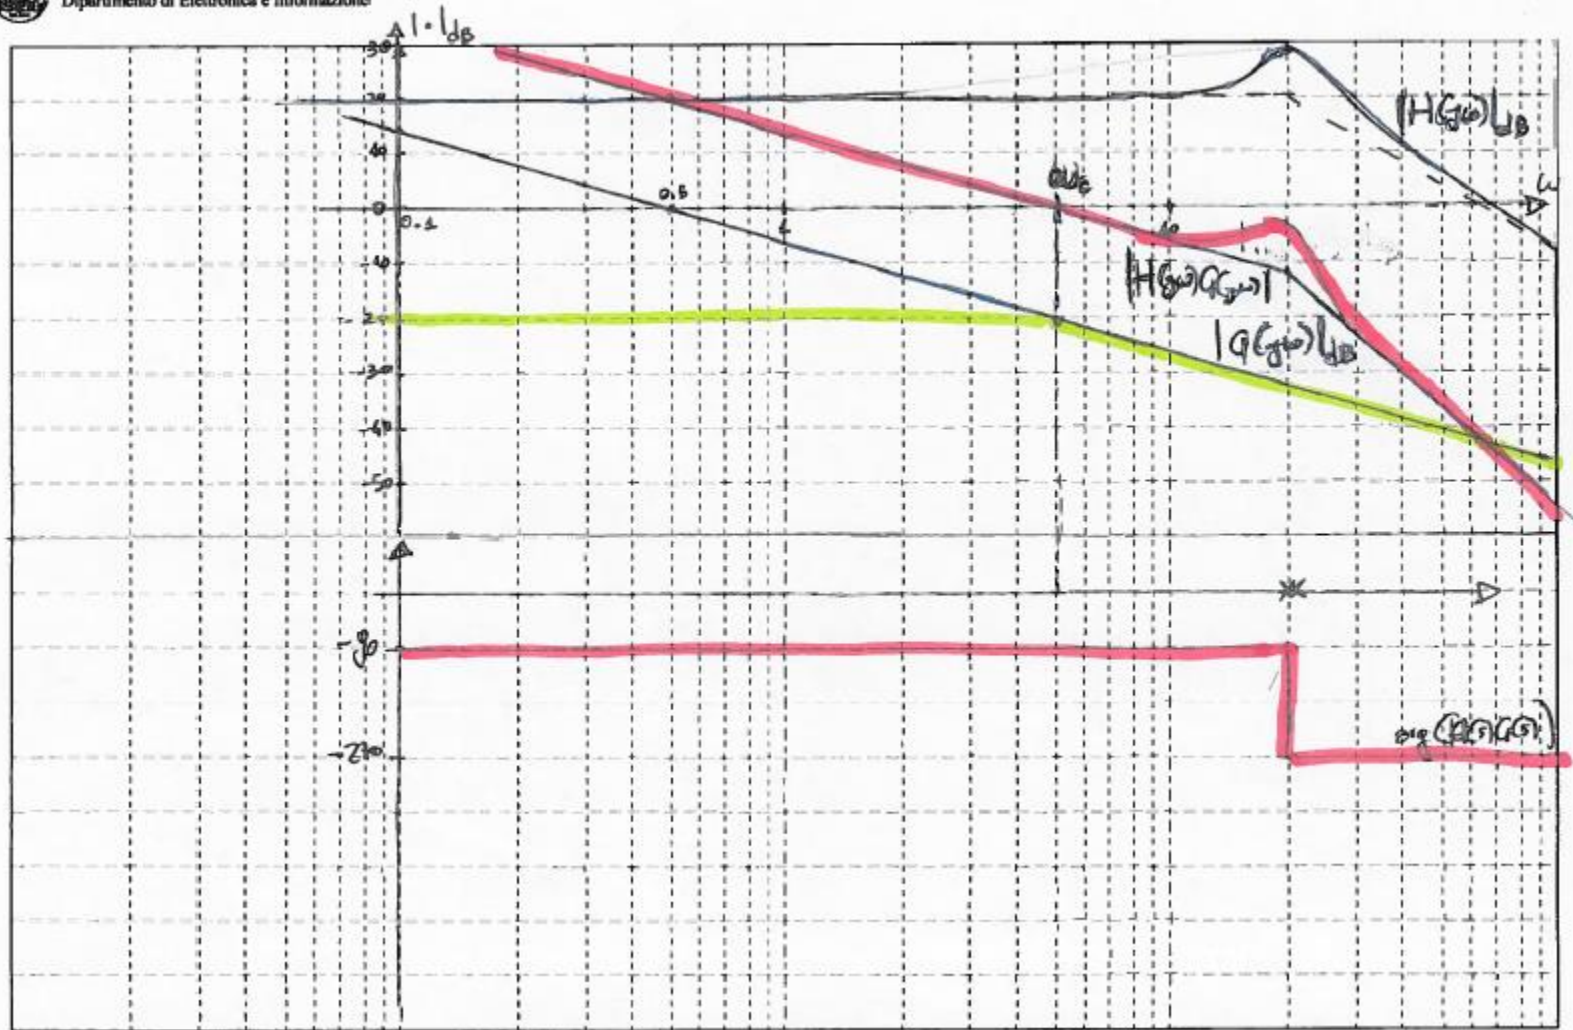 Dipartimento di Elettronica e Informazione
|·|dB
30
20
|H(jω)|dB
10
0.5
ωc
ω
0
0.1
1
10
-10
|H(jω)G(jω)|
-20
|G(jω)|dB
-30
-40
-50
-90
arg(H(s)G(s))
-270